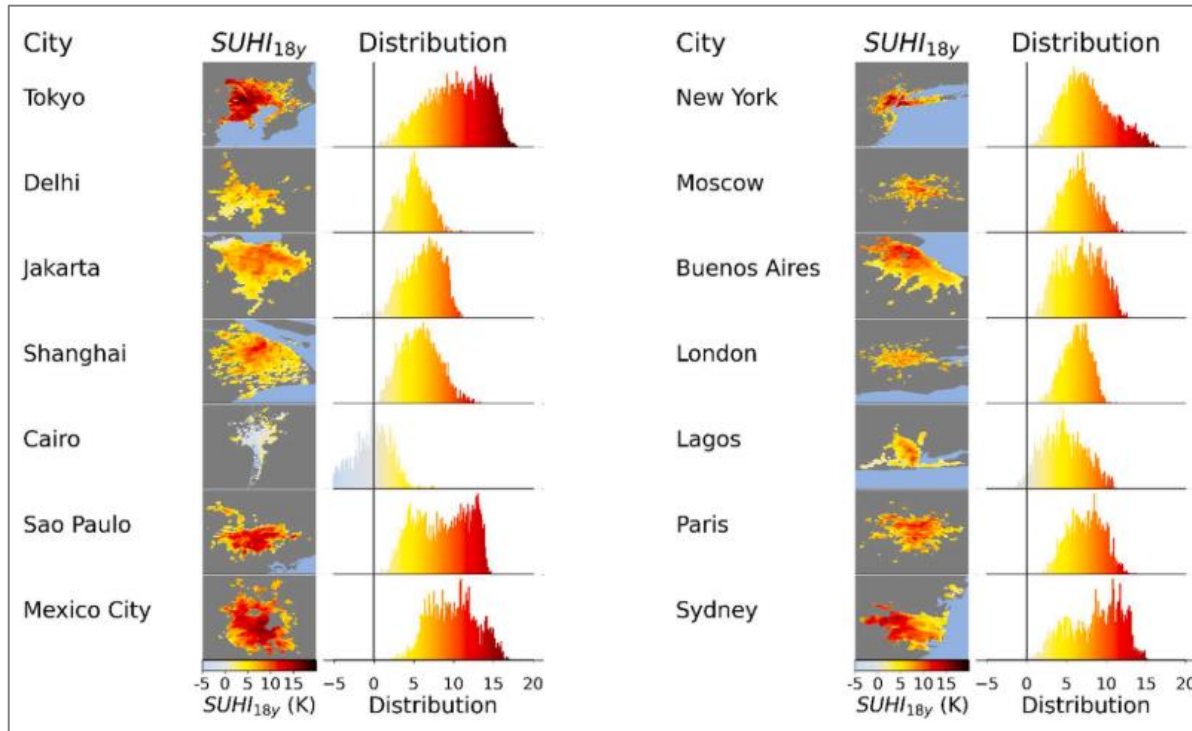 City SUHI18y Distribution City SUHI18y Distribution
Tokyo New York
Delhi Moscow
Jakarta Buenos Aires
Shanghai London
Cairo Lagos
Sao Paulo Paris
Mexico City Sydney
-5 0 5 10 15 −5 0 5 10 15 20 -5 0 5 10 15 −5 0 5 10 15 20
SUHI18y (K) Distribution SUHI18y (K) Distribution